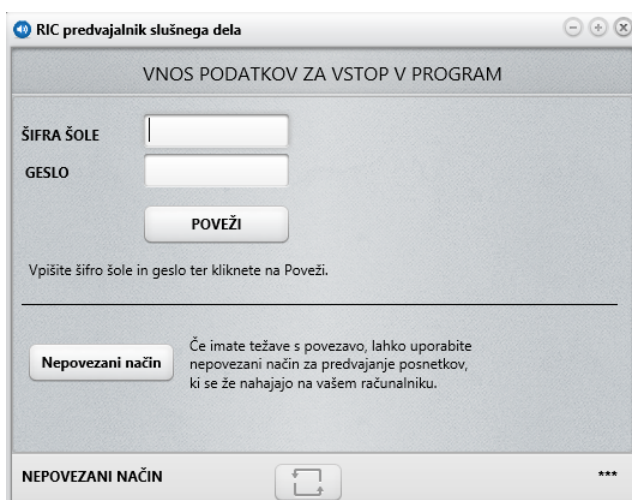 RIC predvajalnik slušnega dela
VNOS PODATKOV ZA VSTOP V PROGRAM
ŠIFRA ŠOLE
GESLO
POVEŽI
Vpišite šifro šole in geslo ter kliknete na Poveži.
Nepovezani način
Če imate težave s povezavo, lahko uporabite
nepovezani način za predvajanje posnetkov,
ki se že nahajajo na vašem računalniku.
NEPOVEZANI NAČIN
***